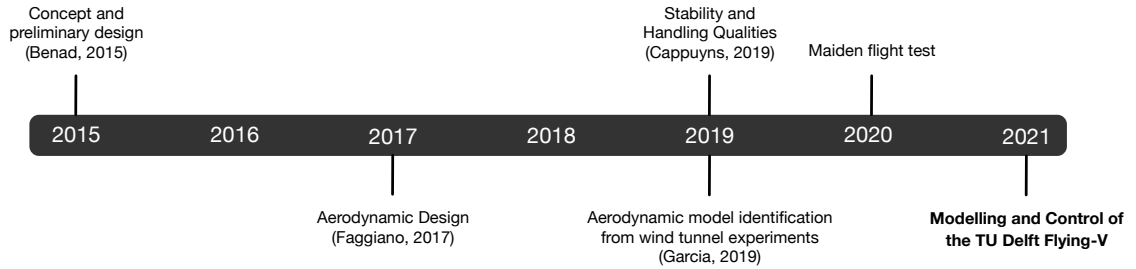 Concept and
preliminary design
(Benad, 2015)
Stability and
Handling Qualities
(Cappuyns, 2019)
Maiden flight test
2015 2016 2017 2018 2019 2020 2021
Aerodynamic Design
(Faggiano, 2017)
Aerodynamic model identification
from wind tunnel experiments
(Garcia, 2019)
Modelling and Control of
the TU Delft Flying-V